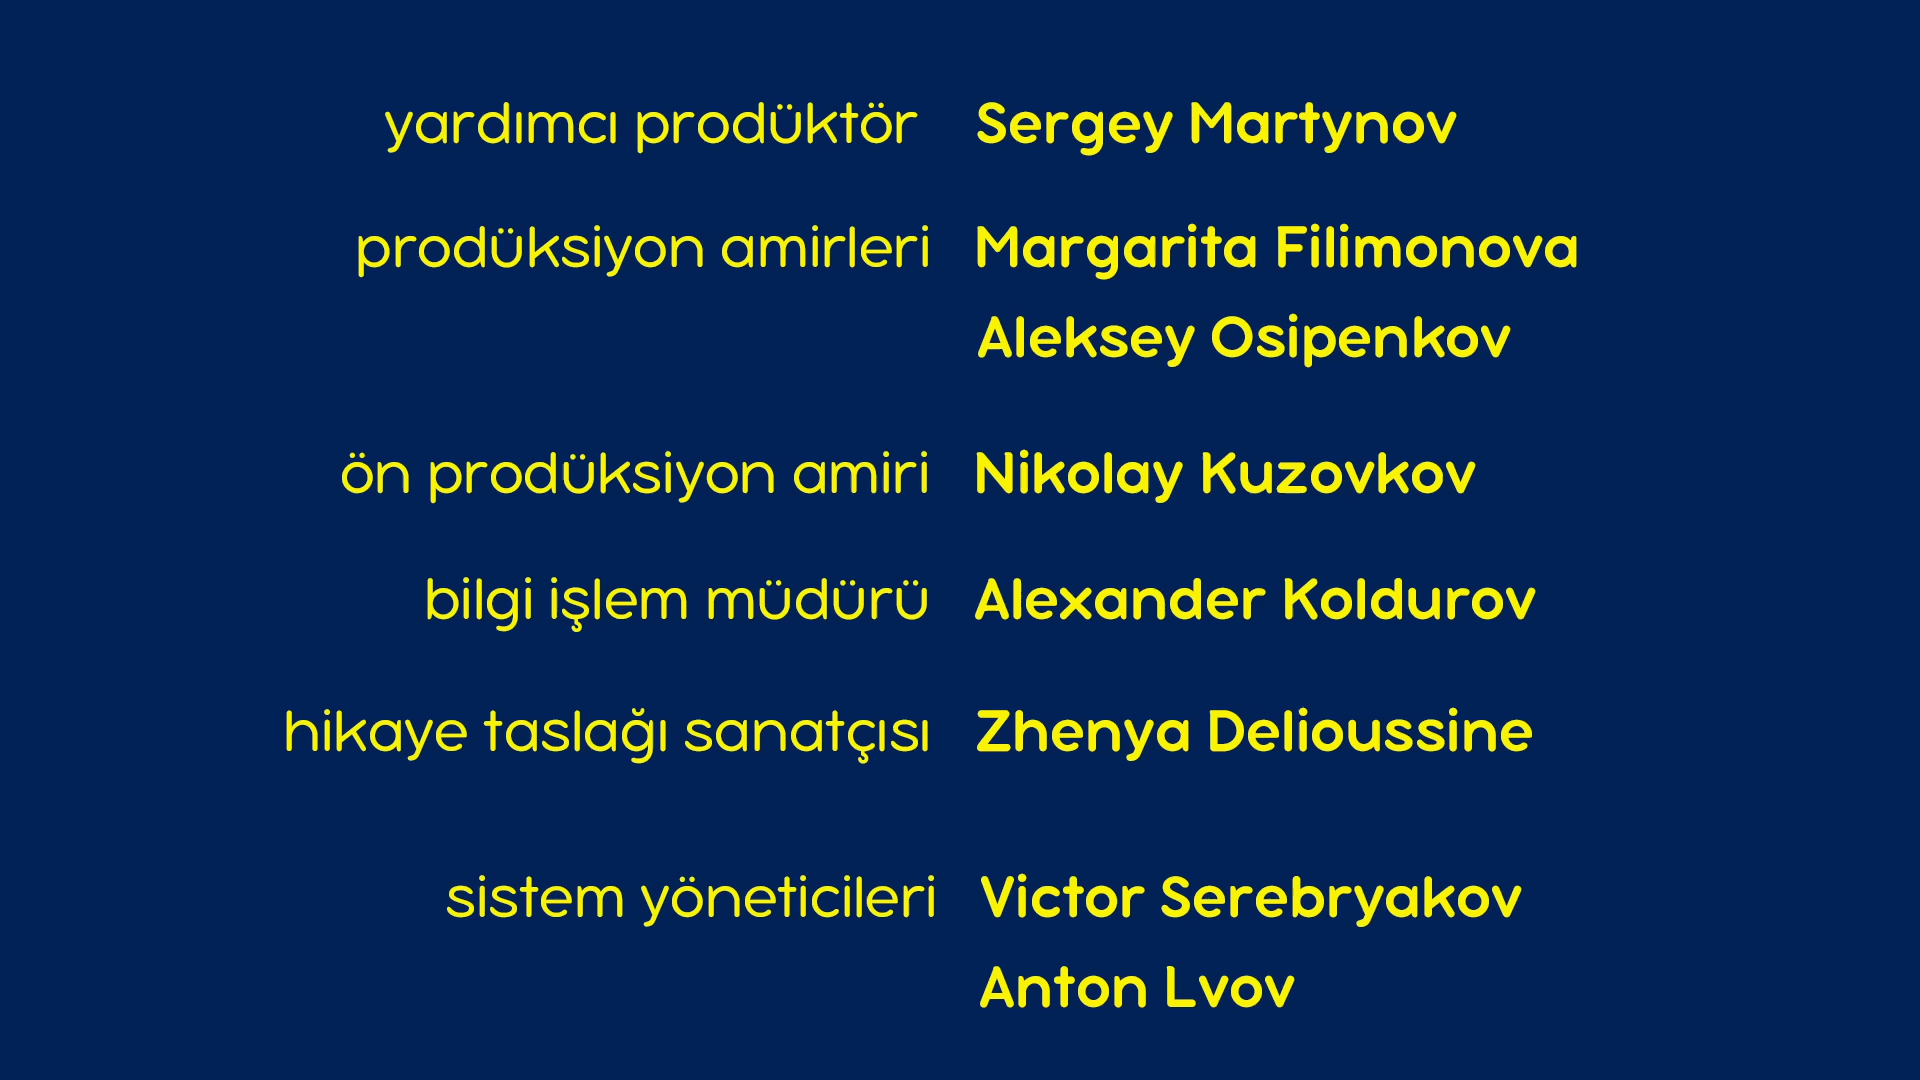 yardımcı prodüktör Sergey Martynov
prodüksiyon amirleri Margarita Filimonova
Aleksey Osipenkov
ön prodüksiyon amiri Nikolay Kuzovkov
bilgi işlem müdürü Alexander Koldurov
hikaye taslağı sanatçısı Zhenya Delioussine
sistem yöneticileri Victor Serebryakov
Anton Lvov